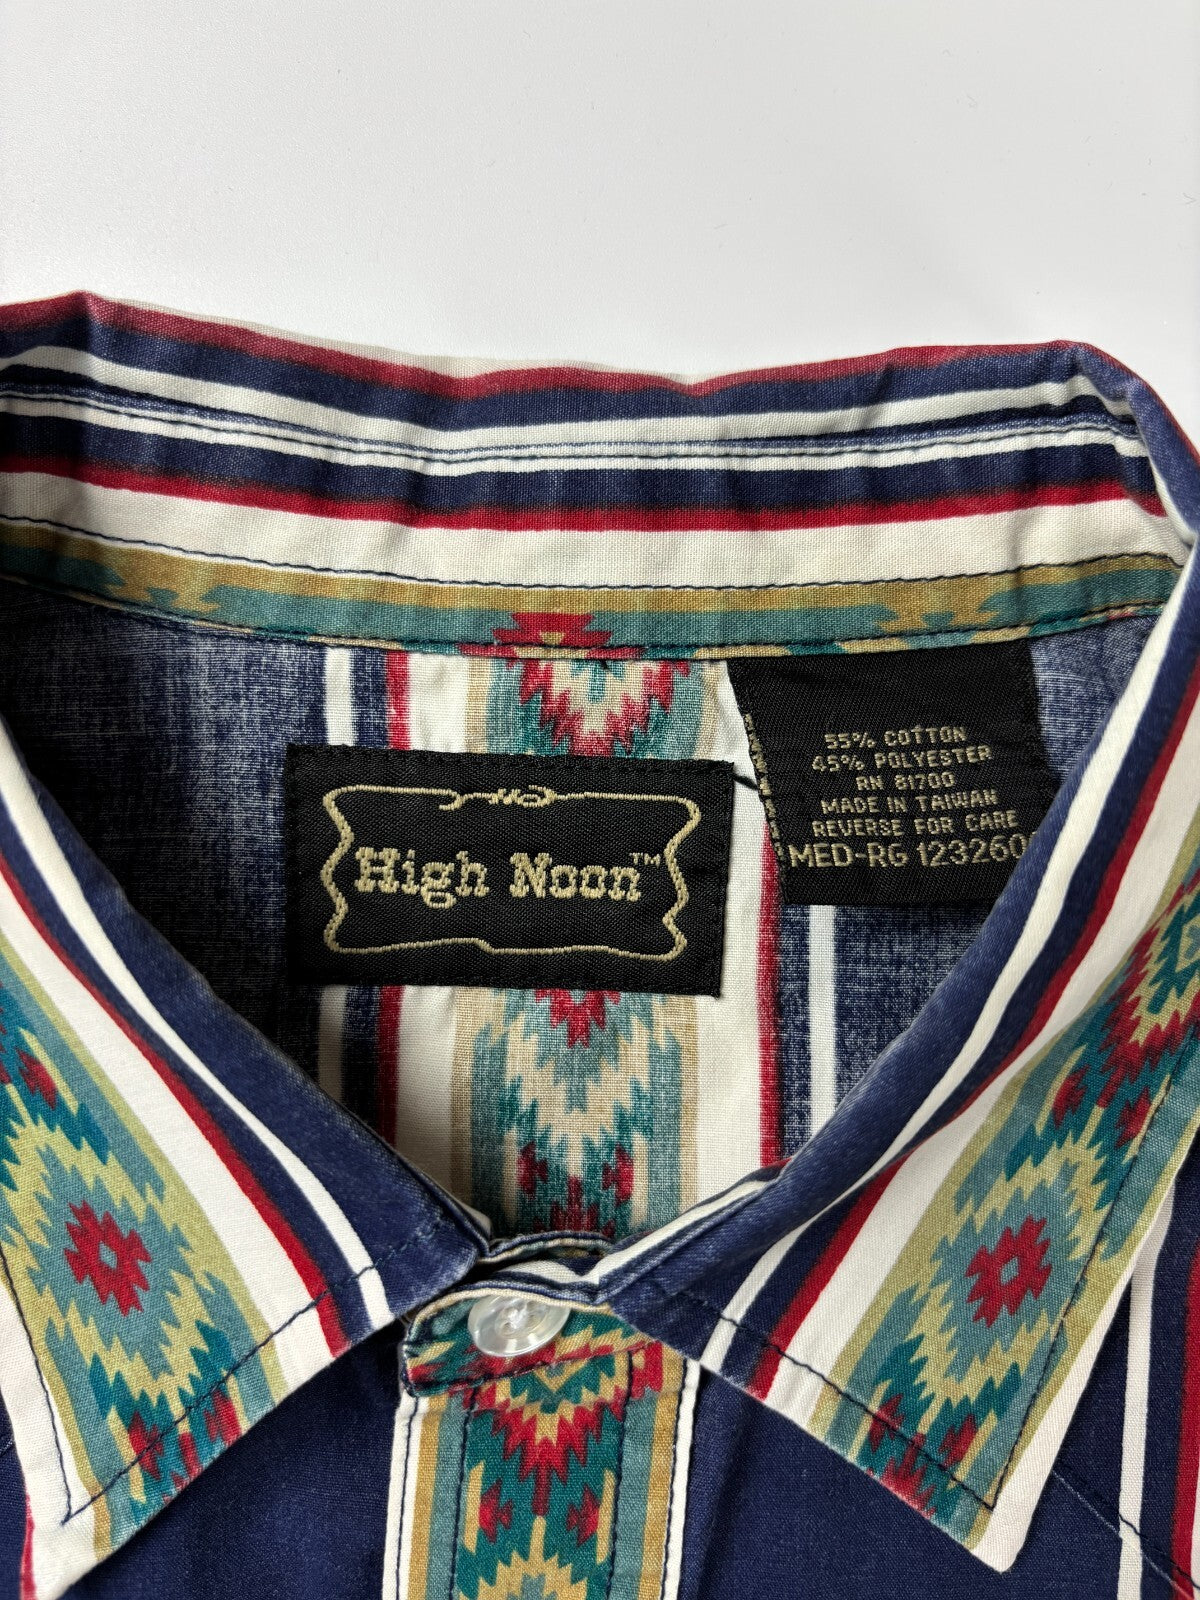 High Noon™
55% COTTON
45% POLYESTER
RN 81700
MADE IN TAIWAN
REVERSE FOR CARE
MED-RG 123260